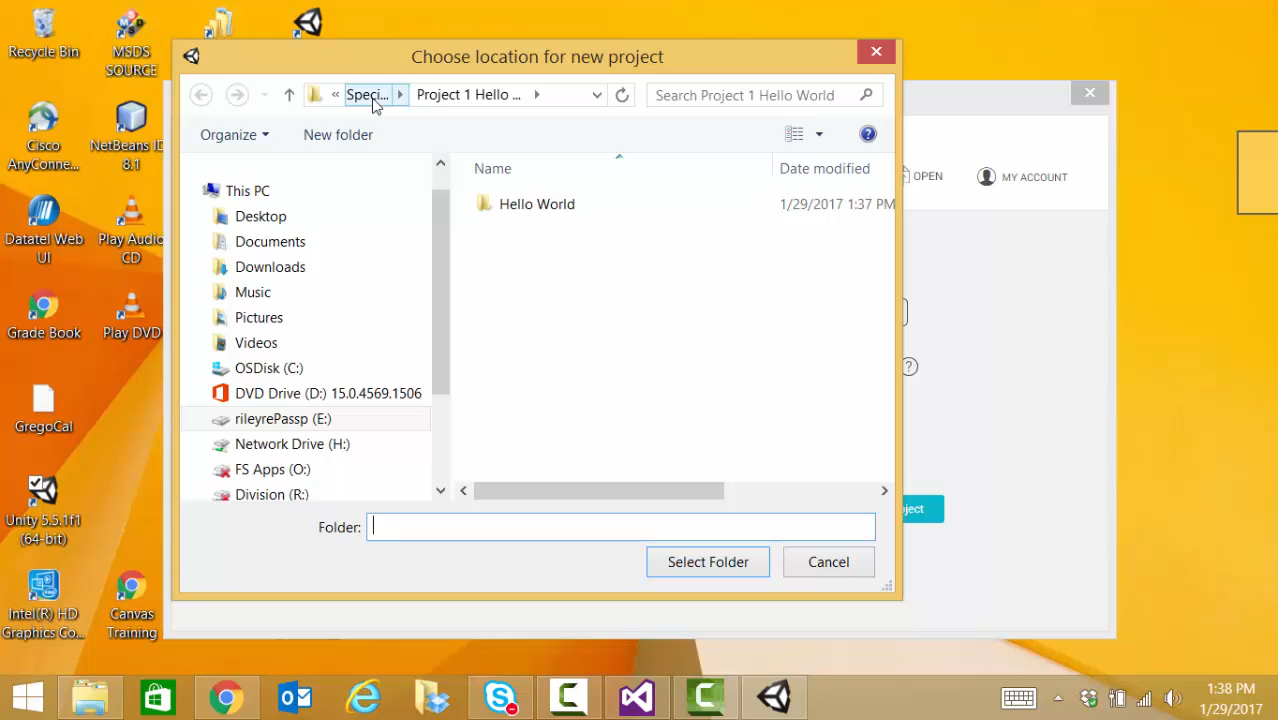 Choose location for new project
«
Speci...
Project 1 Hello ...
Search Project 1 Hello World
Organize
New folder
?
Name
Date modified
Hello World
1/29/2017 1:37 PM
This PC
Desktop
Documents
Downloads
Music
Pictures
Videos
OSDisk (C:)
DVD Drive (D:) 15.0.4569.1506
rileyrePassp (E:)
Network Drive (H:)
FS Apps (O:)
Division (R:)
Folder:
Select Folder
Cancel
OPEN
MY ACCOUNT
?
Recycle Bin
MSDS
SOURCE
Cisco
AnyConne...
NetBeans ID
8.1
Datatel Web
UI
Play Audio
CD
Grade Book
Play DVD
GregoCal
Unity 5.5.1f1
(64-bit)
Intel(R) HD
Graphics Co...
Canvas
Training
1:38 PM
1/29/2017